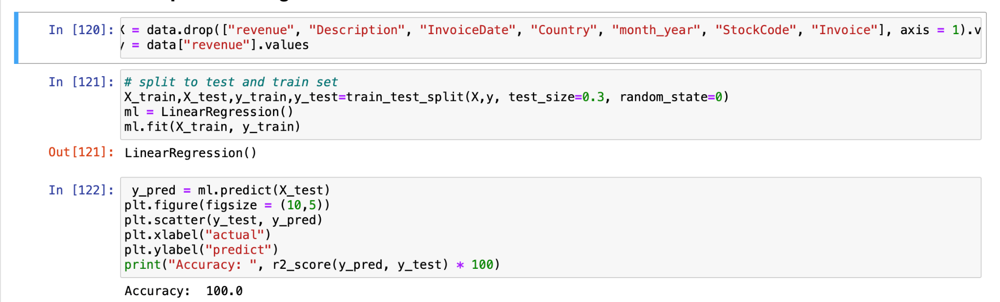 In [120]: = data.drop(["revenue", "Description", "InvoiceDate", "Country", "month_year", "StockCode", "Invoice"], axis = 1).v
= data["revenue"].values
In [121]: # split to test and train set
X_train,X_test,y_train,y_test=train_test_split(X,y, test_size=0.3, random_state=0)
ml = LinearRegression()
ml.fit(X_train, y_train)
Out[121]: LinearRegression()
In [122]: y_pred = ml.predict(X_test)
plt.figure(figsize = (10,5))
plt.scatter(y_test, y_pred)
plt.xlabel("actual")
plt.ylabel("predict")
print("Accuracy: ", r2_score(y_pred, y_test) * 100)
Accuracy:  100.0